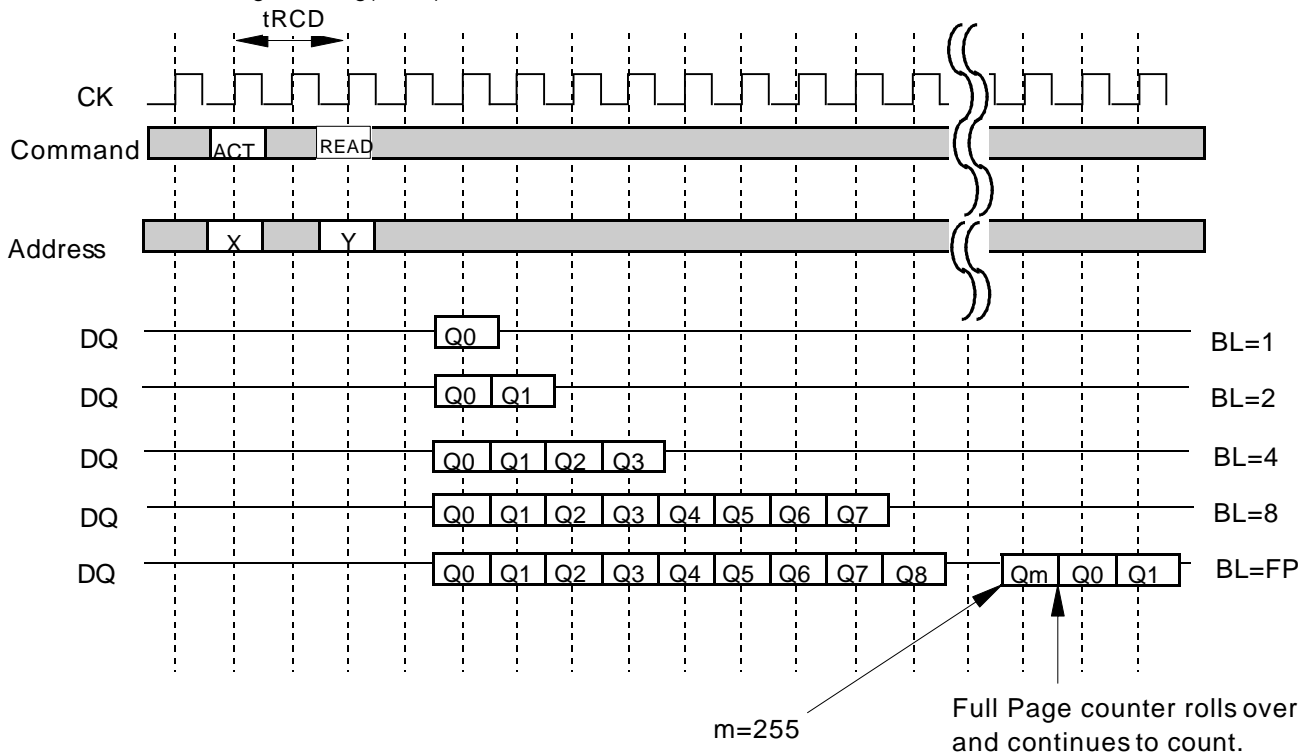 tRCD
CK
Command ACT READ
Address X Y
DQ Q0 BL=1
DQ Q0 Q1 BL=2
DQ Q0 Q1 Q2 Q3 BL=4
DQ Q0 Q1 Q2 Q3 Q4 Q5 Q6 Q7 BL=8
DQ Q0 Q1 Q2 Q3 Q4 Q5 Q6 Q7 Q8 Qm Q0 Q1 BL=FP
m=255
Full Page counter rolls over
and continues to count.